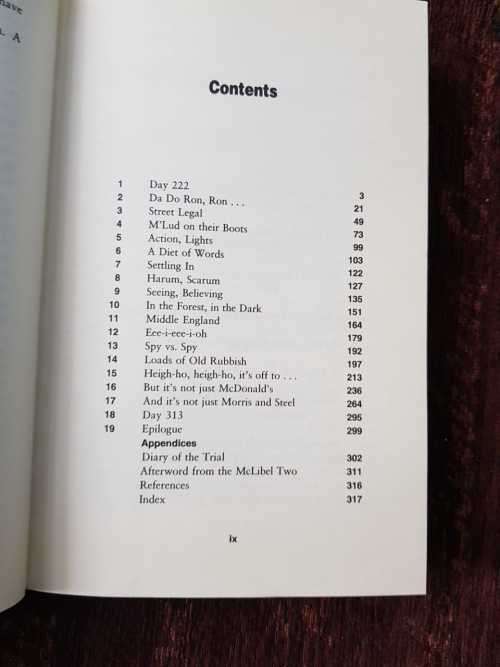 have
. A
Contents
1 Day 222 3
2 Da Do Ron, Ron . . . 21
3 Street Legal 49
4 M'Lud on their Boots 73
5 Action, Lights 99
6 A Diet of Words 103
7 Settling In 122
8 Harum, Scarum 127
9 Seeing, Believing 135
10 In the Forest, in the Dark 151
11 Middle England 164
12 Eee-i-eee-i-oh 179
13 Spy vs. Spy 192
14 Loads of Old Rubbish 197
15 Heigh-ho, heigh-ho, it's off to . . . 213
16 But it's not just McDonald's 236
17 And it's not just Morris and Steel 264
18 Day 313 295
19 Epilogue 299
Appendices
Diary of the Trial 302
Afterword from the McLibel Two 311
References 316
Index 317
ix